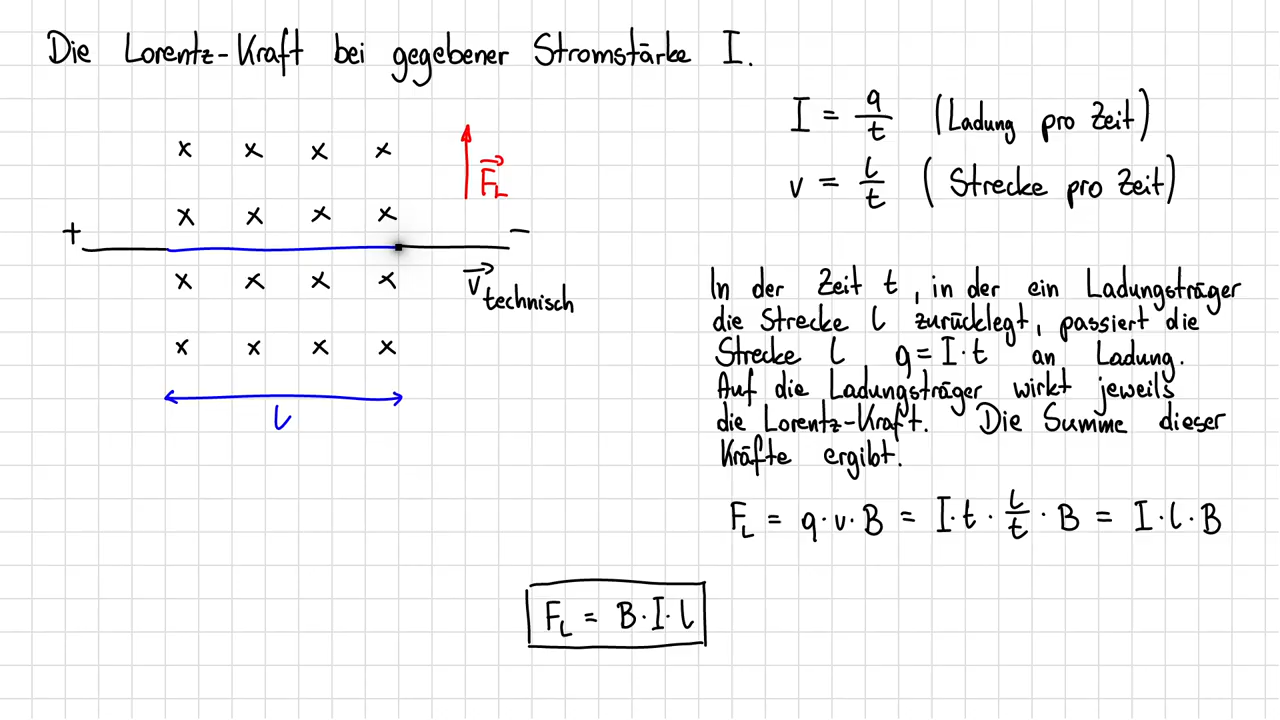 Die Lorentz-Kraft bei gegebener Stromstärke I.
I = q/t (Ladung pro Zeit)
v = l/t (Strecke pro Zeit)
x x x x
x x x x
F⃗_L
+ −
x x x x
v⃗_technisch
x x x x
l
In der Zeit t, in der ein Ladungsträger
die Strecke l zurücklegt, passiert die
Strecke l q = I·t an Ladung.
Auf die Ladungsträger wirkt jeweils
die Lorentz-Kraft. Die Summe dieser
Kräfte ergibt.
F_L = q·v·B = I·t·l/t·B = I·l·B
F_L = B·I·l